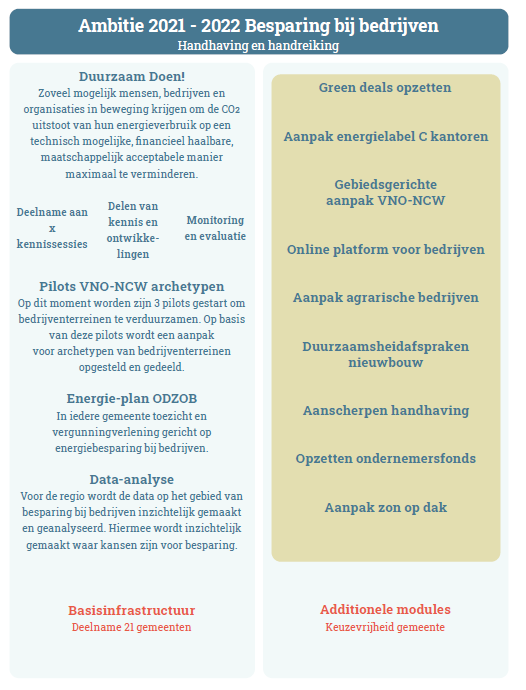 Ambitie 2021 - 2022 Besparing bij bedrijven
Handhaving en handreiking
Duurzaam Doen!
Zoveel mogelijk mensen, bedrijven en
organisaties in beweging krijgen om de CO2
uitstoot van hun energieverbruik op een
technisch mogelijke, financieel haalbare,
maatschappelijk acceptabele manier
maximaal te verminderen.
Deelname aan
x
kennissessies
Delen van
kennis en
ontwikke-
lingen
Monitoring
en evaluatie
Pilots VNO-NCW archetypen
Op dit moment worden zijn 3 pilots gestart om
bedrijventerreinen te verduurzamen. Op basis
van deze pilots wordt een aanpak
voor archetypen van bedrijventerreinen
opgesteld en gedeeld.
Energie-plan ODZOB
In iedere gemeente toezicht en
vergunningverlening gericht op
energiebesparing bij bedrijven.
Data-analyse
Voor de regio wordt de data op het gebied van
besparing bij bedrijven inzichtelijk gemaakt
en geanalyseerd. Hiermee wordt inzichtelijk
gemaakt waar kansen zijn voor besparing.
Basisinfrastructuur
Deelname 21 gemeenten
Green deals opzetten
Aanpak energielabel C kantoren
Gebiedsgerichte
aanpak VNO-NCW
Online platform voor bedrijven
Aanpak agrarische bedrijven
Duurzaamsheidafspraken
nieuwbouw
Aanscherpen handhaving
Opzetten ondernemersfonds
Aanpak zon op dak
Additionele modules
Keuzevrijheid gemeente